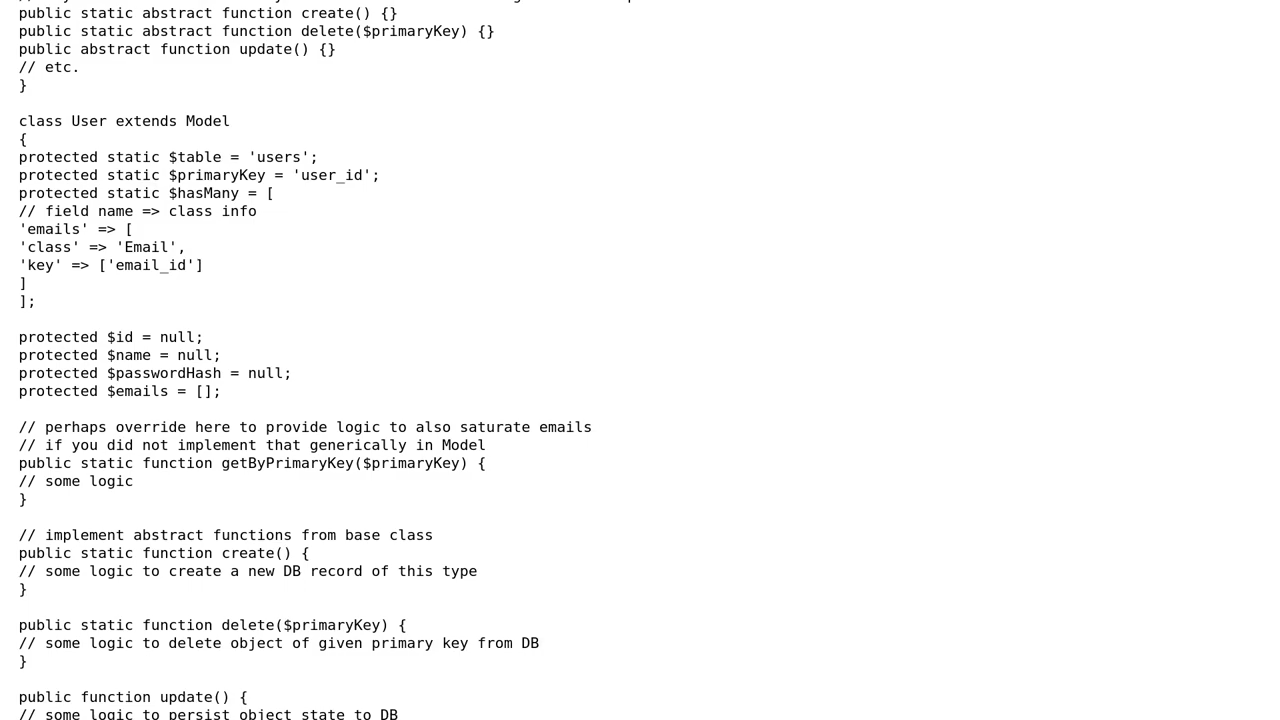 public static abstract function create() {}
public static abstract function delete($primaryKey) {}
public abstract function update() {}
// etc.
}
class User extends Model
{
protected static $table = 'users';
protected static $primaryKey = 'user_id';
protected static $hasMany = [
// field name => class info
'emails' => [
'class' => 'Email',
'key' => ['email_id']
]
];
protected $id = null;
protected $name = null;
protected $passwordHash = null;
protected $emails = [];
// perhaps override here to provide logic to also saturate emails
// if you did not implement that generically in Model
public static function getByPrimaryKey($primaryKey) {
// some logic
}
// implement abstract functions from base class
public static function create() {
// some logic to create a new DB record of this type
}
public static function delete($primaryKey) {
// some logic to delete object of given primary key from DB
}
public function update() {
// some logic to persist object state to DB